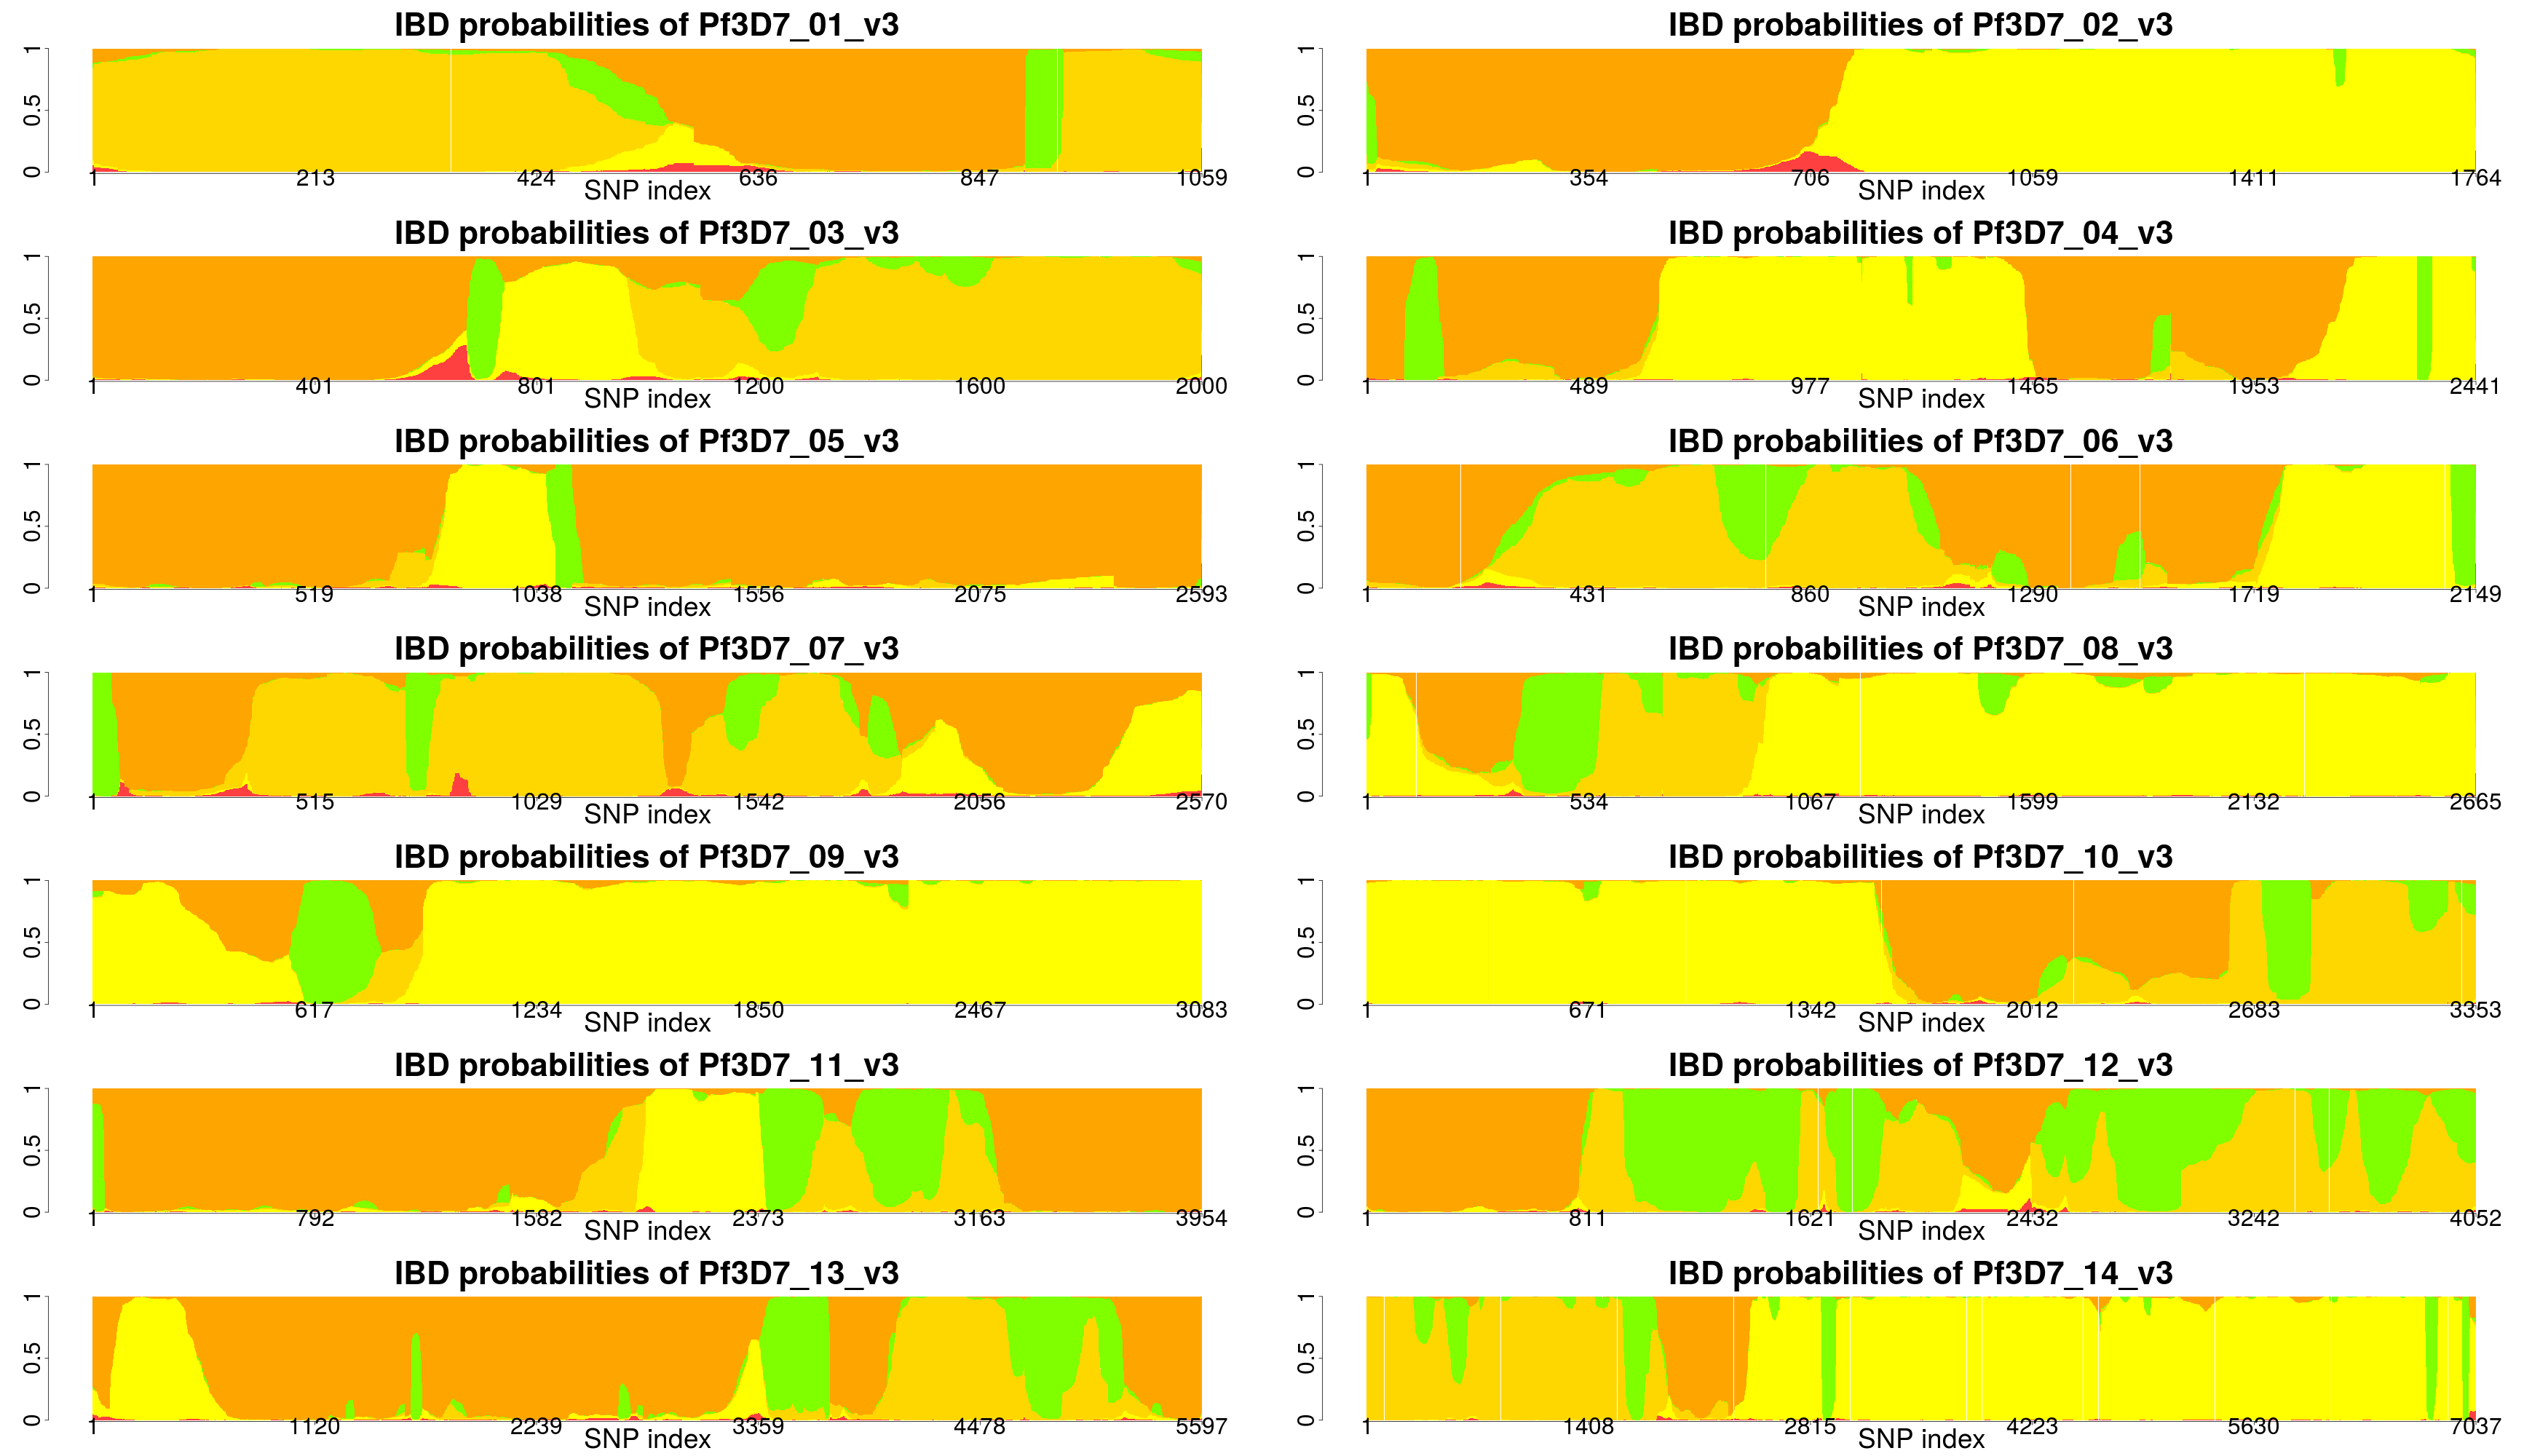 IBD probabilities of Pf3D7_01_v3
0 0.5 1
1 213 424 636 847 1059
SNP index
IBD probabilities of Pf3D7_02_v3
0 0.5 1
1 354 706 1059 1411 1764
SNP index
IBD probabilities of Pf3D7_03_v3
0 0.5 1
1 401 801 1200 1600 2000
SNP index
IBD probabilities of Pf3D7_04_v3
0 0.5 1
1 489 977 1465 1953 2441
SNP index
IBD probabilities of Pf3D7_05_v3
0 0.5 1
1 519 1038 1556 2075 2593
SNP index
IBD probabilities of Pf3D7_06_v3
0 0.5 1
1 431 860 1290 1719 2149
SNP index
IBD probabilities of Pf3D7_07_v3
0 0.5 1
1 515 1029 1542 2056 2570
SNP index
IBD probabilities of Pf3D7_08_v3
0 0.5 1
1 534 1067 1599 2132 2665
SNP index
IBD probabilities of Pf3D7_09_v3
0 0.5 1
1 617 1234 1850 2467 3083
SNP index
IBD probabilities of Pf3D7_10_v3
0 0.5 1
1 671 1342 2012 2683 3353
SNP index
IBD probabilities of Pf3D7_11_v3
0 0.5 1
1 792 1582 2373 3163 3954
SNP index
IBD probabilities of Pf3D7_12_v3
0 0.5 1
1 811 1621 2432 3242 4052
SNP index
IBD probabilities of Pf3D7_13_v3
0 0.5 1
1 1120 2239 3359 4478 5597
SNP index
IBD probabilities of Pf3D7_14_v3
0 0.5 1
1 1408 2815 4223 5630 7037
SNP index